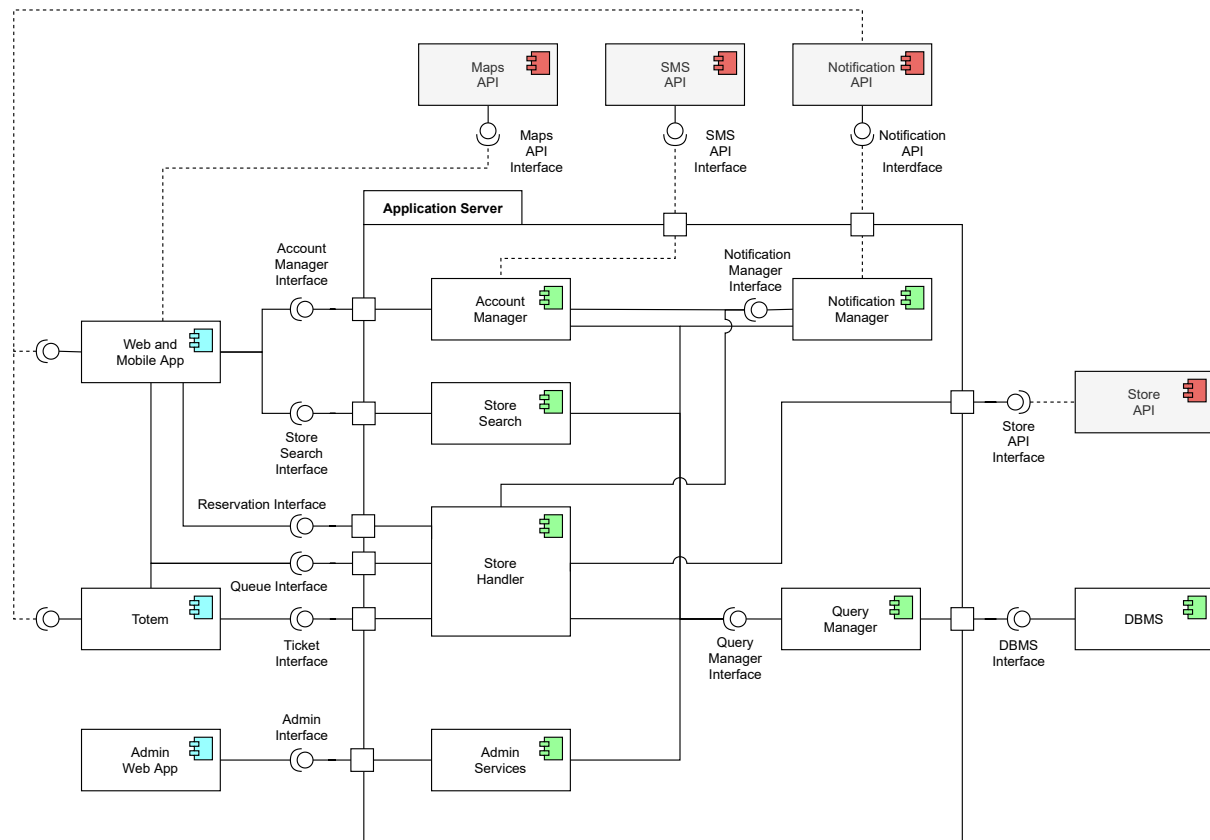 Maps
API
SMS
API
Notification
API
Maps
API
Interface
SMS
API
Interface
Notification
API
Interdface
Application Server
Account
Manager
Interface
Notification
Manager
Interface
Account
Manager
Notification
Manager
Web and
Mobile App
Store
Search
Store
API
Store
Search
Interface
Store
API
Interface
Reservation Interface
Store
Handler
Queue Interface
Totem
Ticket
Interface
Query
Manager
Interface
Query
Manager
DBMS
Interface
DBMS
Admin
Interface
Admin
Web App
Admin
Services